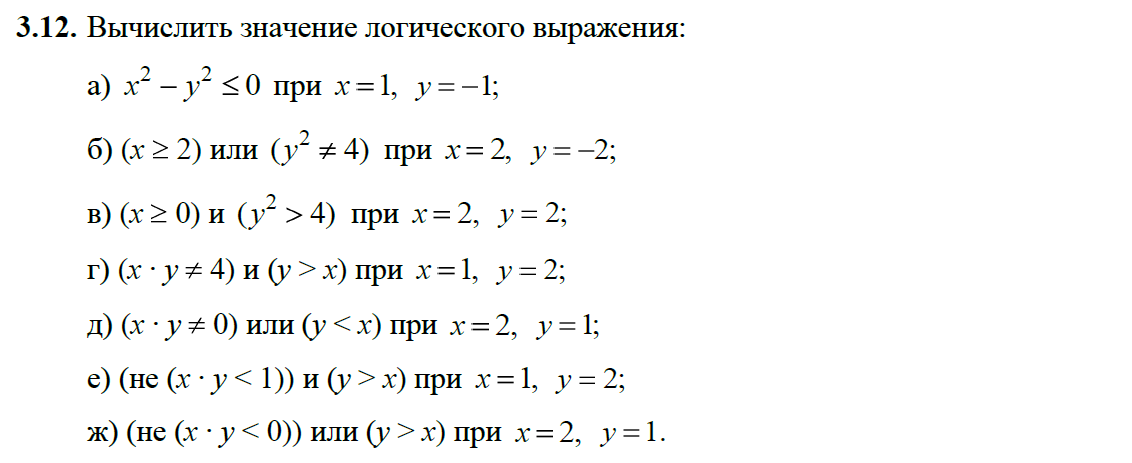 3.12. Вычислить значение логического выражения:
а) x² − y² ≤ 0 при x = 1, y = −1;
б) (x ≥ 2) или (y² ≠ 4) при x = 2, y = −2;
в) (x ≥ 0) и (y² > 4) при x = 2, y = 2;
г) (x · y ≠ 4) и (y > x) при x = 1, y = 2;
д) (x · y ≠ 0) или (y < x) при x = 2, y = 1;
е) (не (x · y < 1)) и (y > x) при x = 1, y = 2;
ж) (не (x · y < 0)) или (y > x) при x = 2, y = 1.